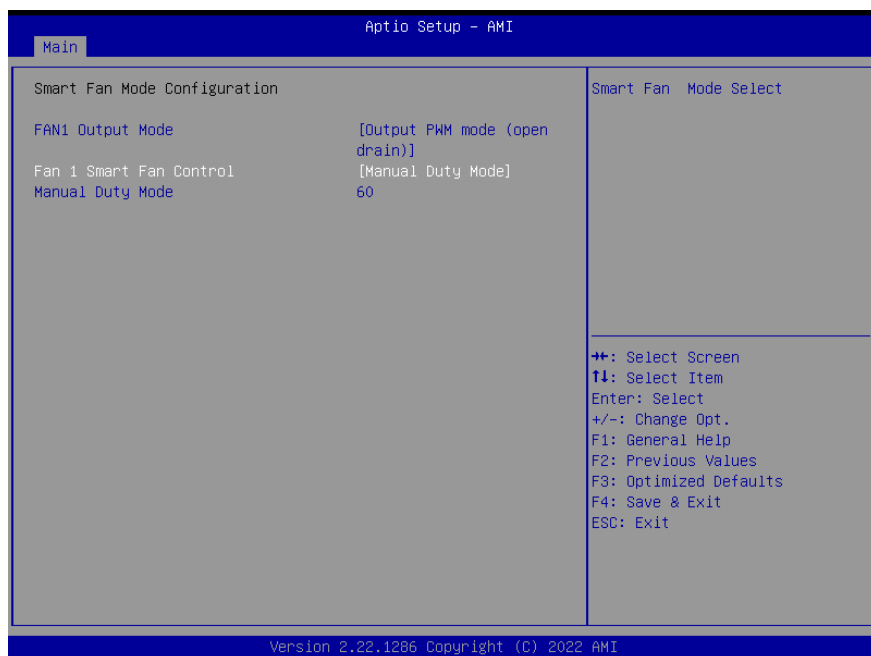 Aptio Setup – AMI
Main
Smart Fan Mode Configuration
FAN1 Output Mode [Output PWM mode (open
drain)]
Fan 1 Smart Fan Control [Manual Duty Mode]
Manual Duty Mode 60
Smart Fan  Mode Select
→←: Select Screen
↑↓: Select Item
Enter: Select
+/-: Change Opt.
F1: General Help
F2: Previous Values
F3: Optimized Defaults
F4: Save & Exit
ESC: Exit
Version 2.22.1286 Copyright (C) 2022 AMI